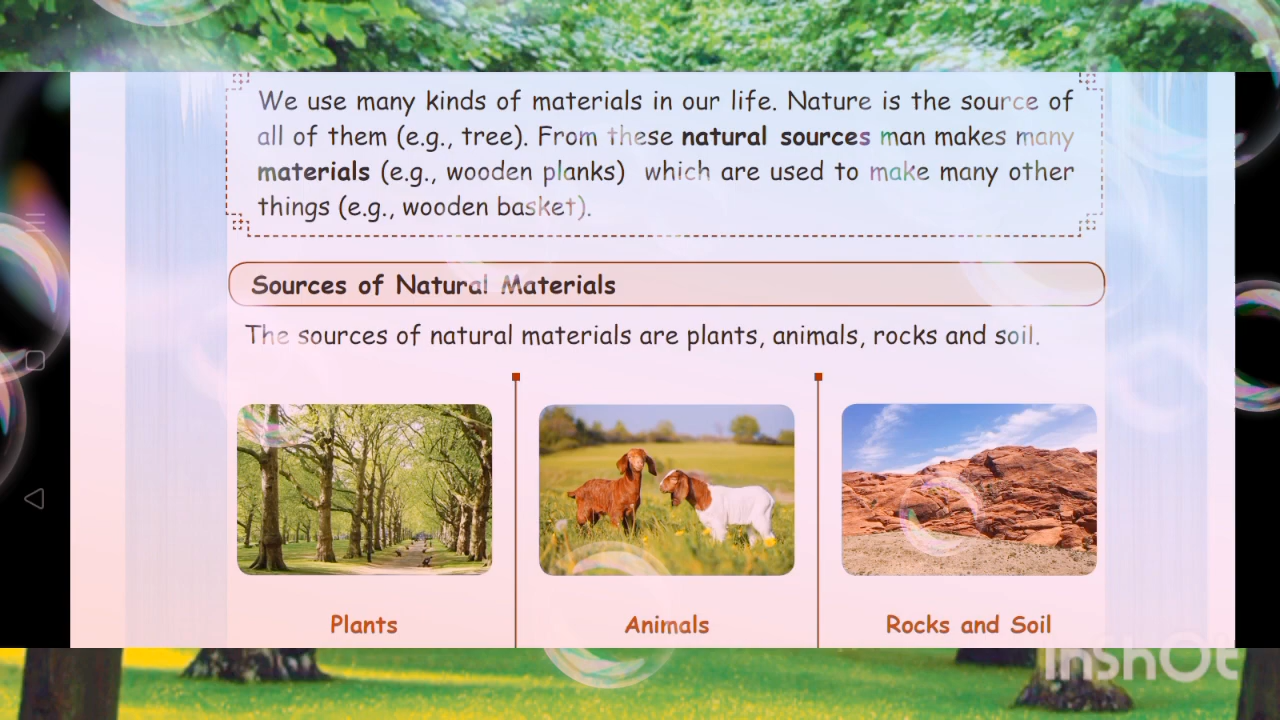 We use many kinds of materials in our life. Nature is the source of
all of them (e.g., tree). From these natural sources man makes many
materials (e.g., wooden planks) which are used to make many other
things (e.g., wooden basket).
Sources of Natural Materials
The sources of natural materials are plants, animals, rocks and soil.
Plants
Animals
Rocks and Soil
InShOt